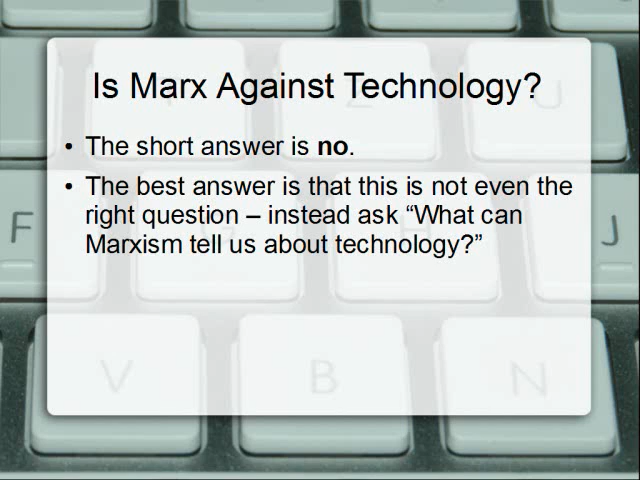 Is Marx Against Technology?
• The short answer is no.
• The best answer is that this is not even the
right question – instead ask “What can
Marxism tell us about technology?”
F
G
H
J
V
B
N